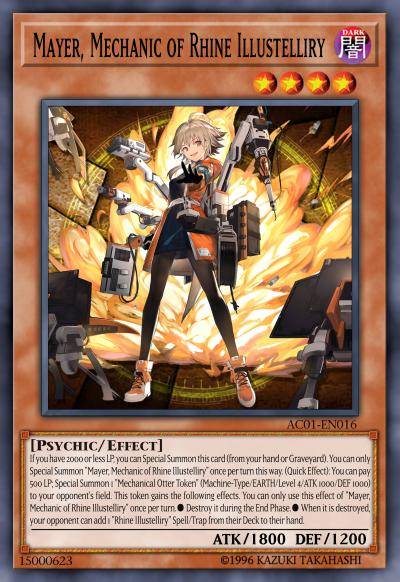 Mayer, Mechanic of Rhine Illustelliry
DARK
闇
AC01-EN016
[Psychic/Effect]
If you have 2000 or less LP, you can Special Summon this card (from your hand or Graveyard). You can only
Special Summon "Mayer, Mechanic of Rhine Illustelliry" once per turn this way. (Quick Effect): You can pay
500 LP; Special Summon 1 "Mechanical Otter Token" (Machine-Type/EARTH/Level 4/ATK 1000/DEF 1000)
to your opponent's field. This token gains the following effects. You can only use this effect of "Mayer,
Mechanic of Rhine Illustelliry" once per turn.● Destroy it during the End Phase.● When it is destroyed,
your opponent can add 1 "Rhine Illustelliry" Spell/Trap from their Deck to their hand.
ATK/1800 DEF/1200
15000623
©1996 KAZUKI TAKAHASHI